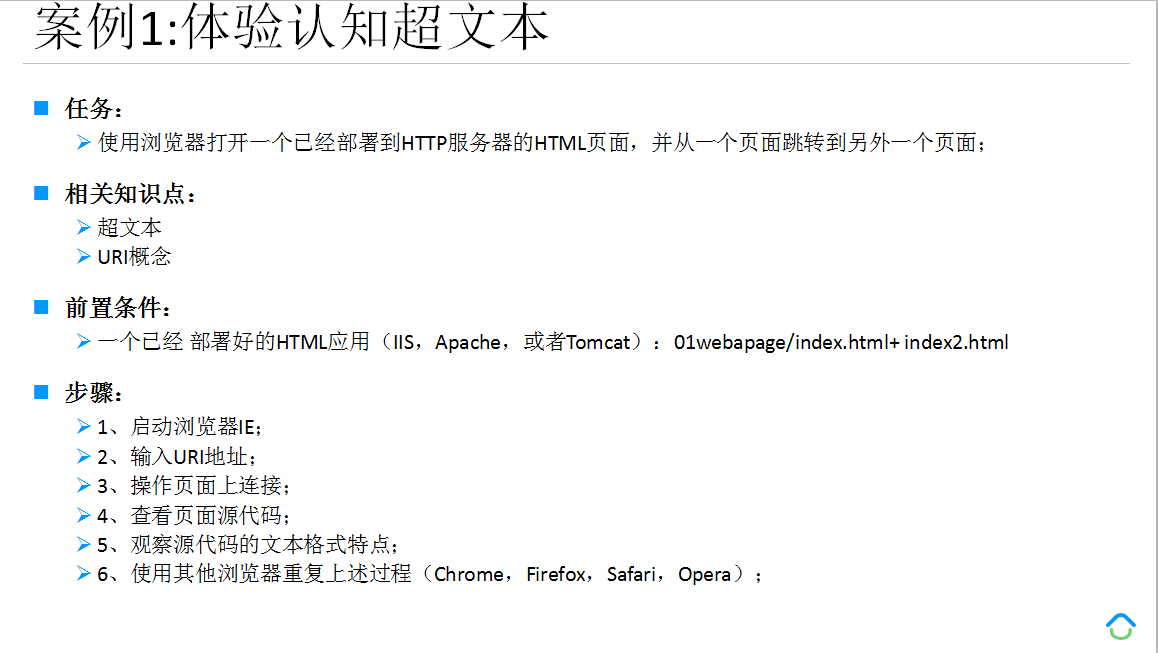 案例1:体验认知超文本
任务：
使用浏览器打开一个已经部署到HTTP服务器的HTML页面，并从一个页面跳转到另外一个页面；
相关知识点：
超文本
URI概念
前置条件：
一个已经 部署好的HTML应用（IIS，Apache，或者Tomcat）：01webapage/index.html+ index2.html
步骤：
1、启动浏览器IE；
2、输入URI地址；
3、操作页面上连接；
4、查看页面源代码；
5、观察源代码的文本格式特点；
6、使用其他浏览器重复上述过程（Chrome，Firefox，Safari，Opera）；